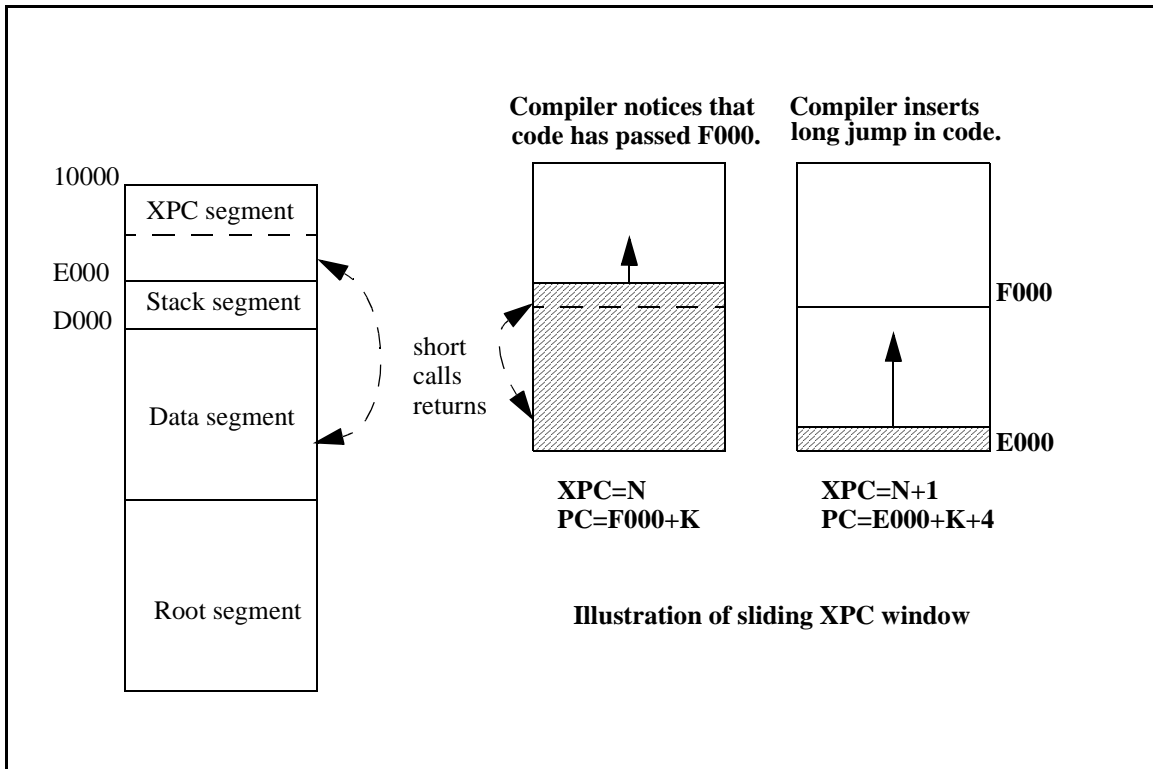 Compiler notices that
code has passed F000.
Compiler inserts
long jump in code.
10000
XPC segment
E000
Stack segment
D000
Data segment
Root segment
short
calls
returns
F000
E000
XPC=N
PC=F000+K
XPC=N+1
PC=E000+K+4
Illustration of sliding XPC window